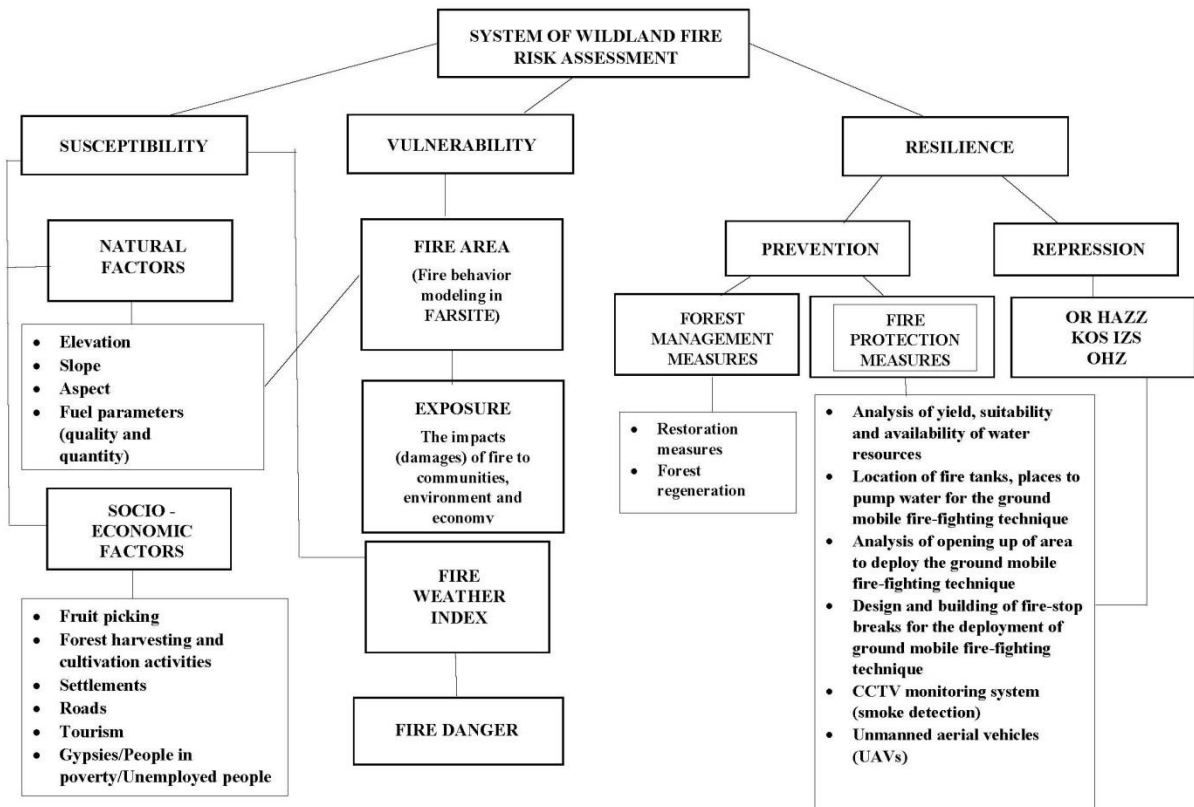 SYSTEM OF WILDLAND FIRE
RISK ASSESSMENT
SUSCEPTIBILITY
VULNERABILITY
RESILIENCE
NATURAL
FACTORS
• Elevation
• Slope
• Aspect
• Fuel parameters
(quality and
quantity)
SOCIO -
ECONOMIC
FACTORS
• Fruit picking
• Forest harvesting and
cultivation activities
• Settlements
• Roads
• Tourism
• Gypsies/People in
poverty/Unemployed people
FIRE AREA
(Fire behavior
modeling in
FARSITE)
EXPOSURE
The impacts
(damages) of fire to
communities,
environment and
economy
FIRE
WEATHER
INDEX
FIRE DANGER
PREVENTION
REPRESSION
FOREST
MANAGEMENT
MEASURES
• Restoration
measures
• Forest
regeneration
FIRE
PROTECTION
MEASURES
• Analysis of yield, suitability
and availability of water
resources
• Location of fire tanks, places to
pump water for the ground
mobile fire-fighting technique
• Analysis of opening up of area
to deploy the ground mobile
fire-fighting technique
• Design and building of fire-stop
breaks for the deployment of
ground mobile fire-fighting
technique
• CCTV monitoring system
(smoke detection)
• Unmanned aerial vehicles
(UAVs)
OR HAZZ
KOS IZS
OHZ